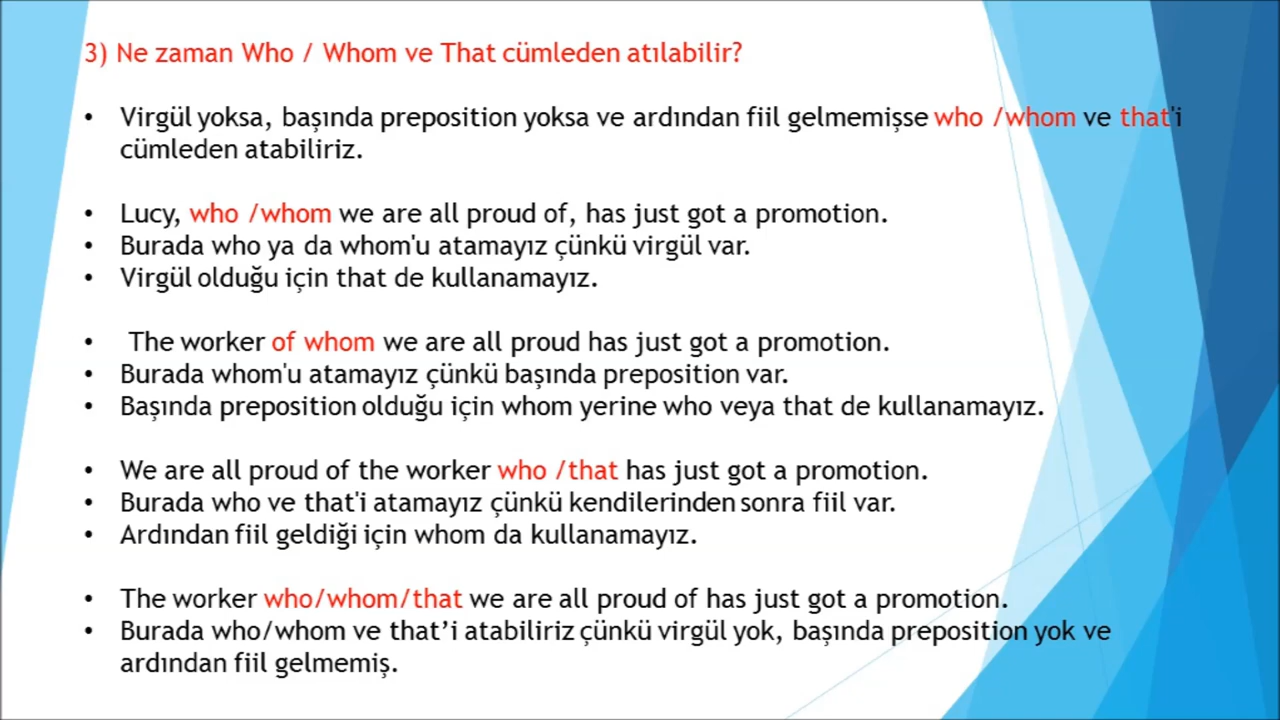 3) Ne zaman Who / Whom ve That cümleden atılabilir?
• Virgül yoksa, başında preposition yoksa ve ardından fiil gelmemişse who /whom ve that'i
cümleden atabiliriz.
• Lucy, who /whom we are all proud of, has just got a promotion.
• Burada who ya da whom'u atamayız çünkü virgül var.
• Virgül olduğu için that de kullanamayız.
• The worker of whom we are all proud has just got a promotion.
• Burada whom'u atamayız çünkü başında preposition var.
• Başında preposition olduğu için whom yerine who veya that de kullanamayız.
• We are all proud of the worker who /that has just got a promotion.
• Burada who ve that'i atamayız çünkü kendilerinden sonra fiil var.
• Ardından fiil geldiği için whom da kullanamayız.
• The worker who/whom/that we are all proud of has just got a promotion.
• Burada who/whom ve that’i atabiliriz çünkü virgül yok, başında preposition yok ve
ardından fiil gelmemiş.